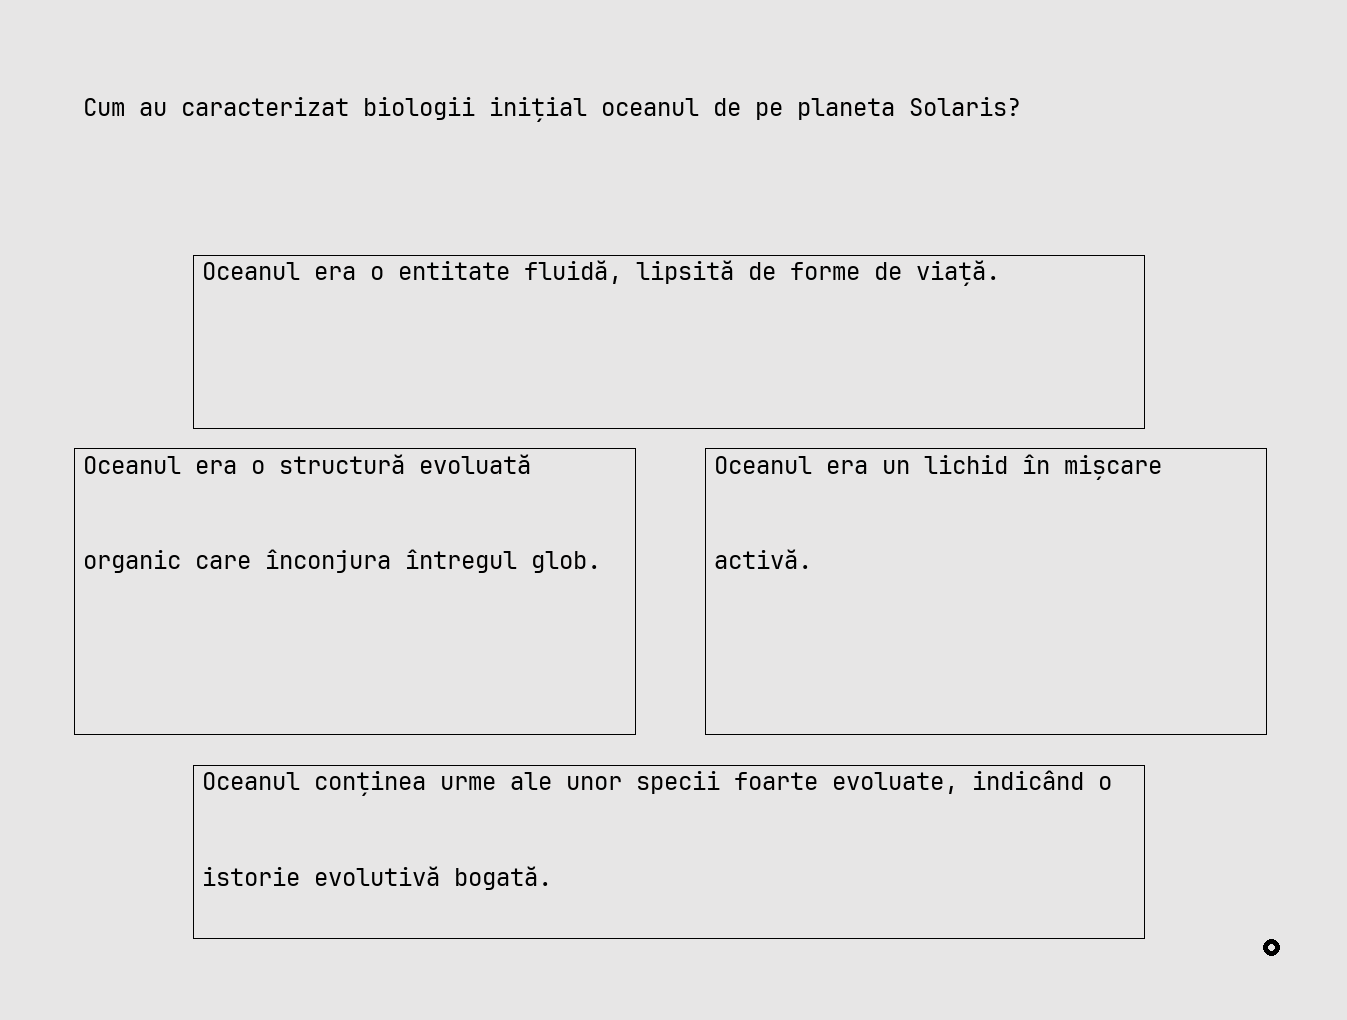 Cum au caracterizat biologii inițial oceanul de pe planeta Solaris?
Oceanul era o entitate fluidă, lipsită de forme de viață.
Oceanul era o structură evoluată
organic care înconjura întregul glob.
Oceanul era un lichid în mișcare
activă.
Oceanul conținea urme ale unor specii foarte evoluate, indicând o
istorie evolutivă bogată.